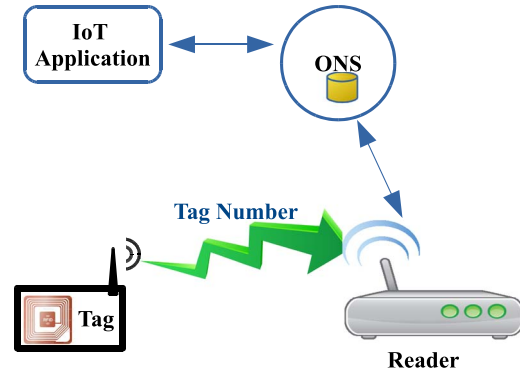 IoT
Application
ONS
Tag Number
Tag
Reader